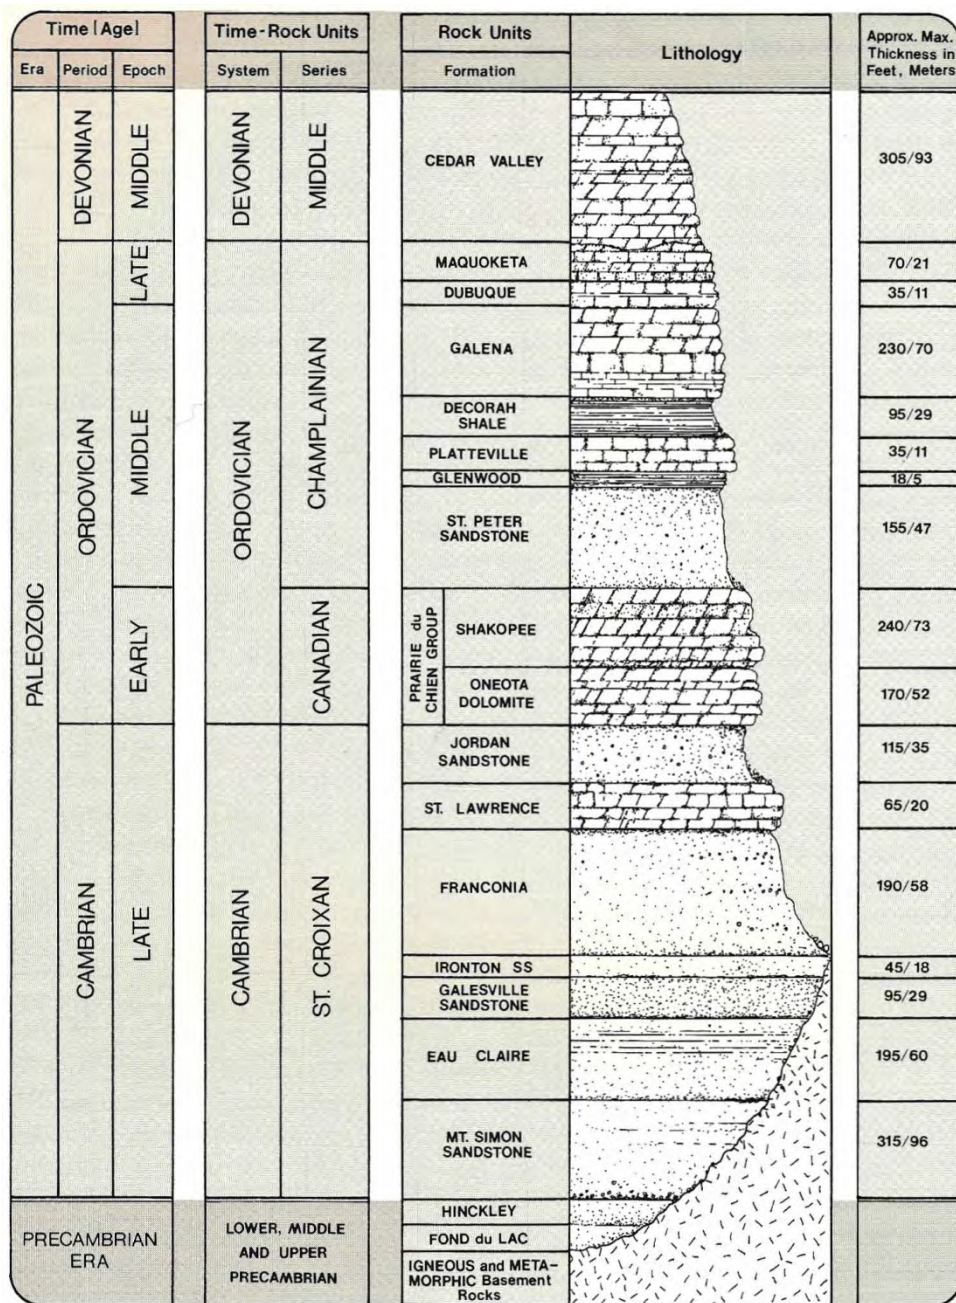 Time [Age]
Time-Rock Units
Rock Units
Lithology
Approx. Max.
Thickness in
Feet, Meters
Era
Period
Epoch
System
Series
Formation
PALEOZOIC
DEVONIAN
MIDDLE
DEVONIAN
MIDDLE
CEDAR VALLEY
305/93
ORDOVICIAN
LATE
ORDOVICIAN
CHAMPLAINIAN
MAQUOKETA
70/21
DUBUQUE
35/11
MIDDLE
GALENA
230/70
DECORAH
SHALE
95/29
PLATTEVILLE
35/11
GLENWOOD
18/5
ST. PETER
SANDSTONE
155/47
EARLY
CANADIAN
PRAIRIE du
CHIEN GROUP
SHAKOPEE
240/73
ONEOTA
DOLOMITE
170/52
CAMBRIAN
LATE
CAMBRIAN
ST. CROIXAN
JORDAN
SANDSTONE
115/35
ST. LAWRENCE
65/20
FRANCONIA
190/58
IRONTON SS
45/18
GALESVILLE
SANDSTONE
95/29
EAU CLAIRE
195/60
MT. SIMON
SANDSTONE
315/96
PRECAMBRIAN
ERA
LOWER, MIDDLE
AND UPPER
PRECAMBRIAN
HINCKLEY
FOND du LAC
IGNEOUS and META-
MORPHIC Basement
Rocks